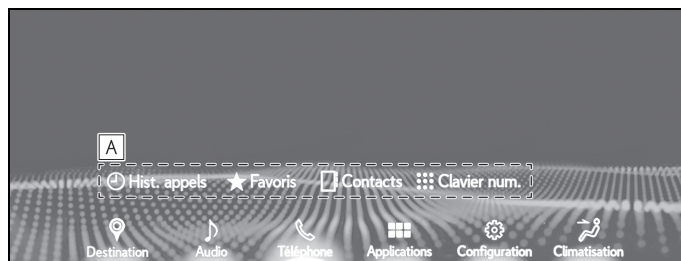 A
Hist. appels Favoris Contacts Clavier num.
Destination Audio Téléphone Applications Configuration Climatisation